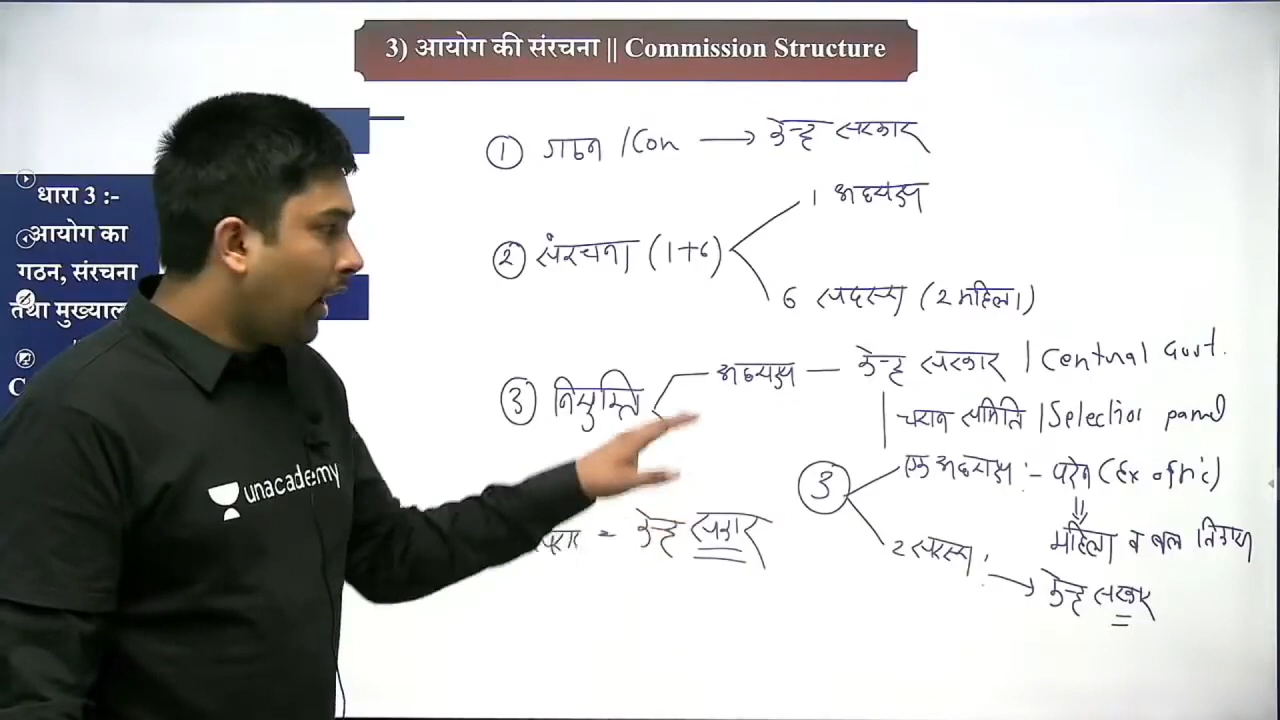 3) आयोग की संरचना || Commission Structure
धारा 3 :-
आयोग का
गठन, संरचना
तथा मुख्याल
C
① गठन / Con → केन्द्र सरकार
② संरचना (1+6)
1 अध्यक्ष
6 सदस्य (2 महिला)
③ नियुक्ति
अध्यक्ष — केन्द्र सरकार | Central Govt.
चयन समिति | Selection panel
3
एक अध्यक्ष :- पदेन (Ex offic)
महिला व बाल विकास
2 सदस्य :
→ केन्द्र सरकार
= केन्द्र सरकार
unacademy